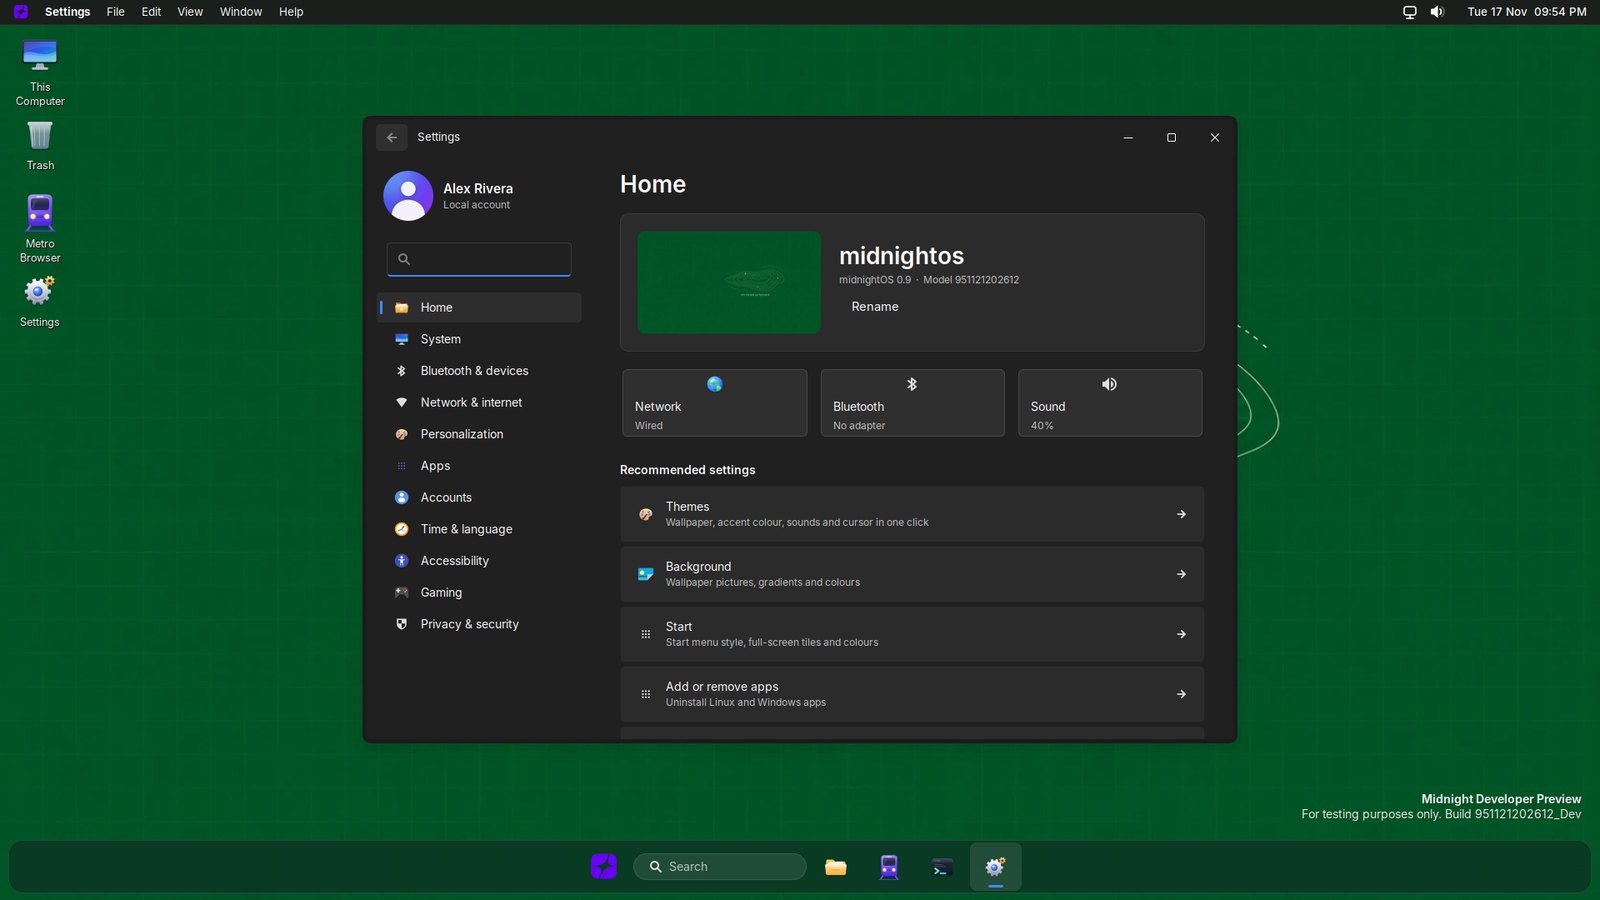 Settings File Edit View Window Help
Tue 17 Nov 09:54 PM
This
Computer
Trash
Metro
Browser
Settings
Settings
Alex Rivera
Local account
Home
System
Bluetooth & devices
Network & internet
Personalization
Apps
Accounts
Time & language
Accessibility
Gaming
Privacy & security
Home
midnightos
midnightOS 0.9 · Model 951121202612
Rename
Network
Wired
Bluetooth
No adapter
Sound
40%
Recommended settings
Themes
Wallpaper, accent colour, sounds and cursor in one click
Background
Wallpaper pictures, gradients and colours
Start
Start menu style, full-screen tiles and colours
Add or remove apps
Uninstall Linux and Windows apps
Midnight Developer Preview
For testing purposes only. Build 951121202612_Dev
Search